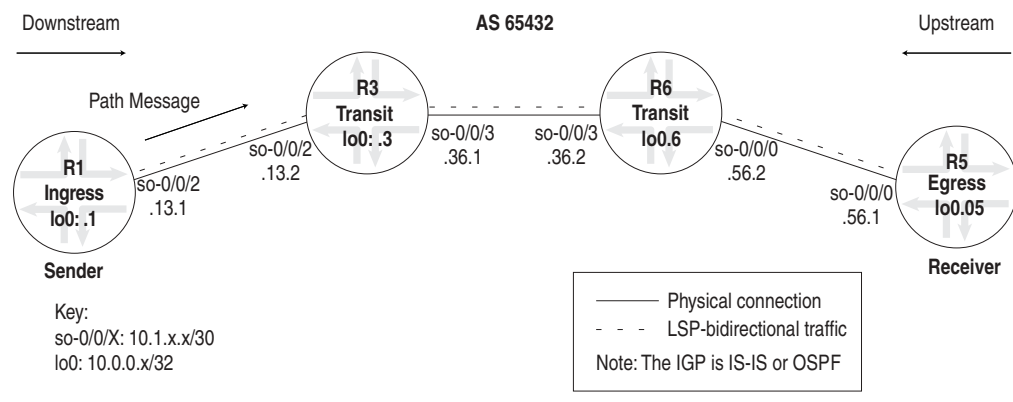 Downstream
AS 65432
Upstream
Path Message
R3
Transit
lo0: .3
R6
Transit
lo0.6
so-0/0/2
.13.2
so-0/0/3
.36.1
so-0/0/3
.36.2
so-0/0/0
.56.2
R1
Ingress
lo0: .1
so-0/0/2
.13.1
so-0/0/0
.56.1
R5
Egress
lo0.05
Sender
Receiver
Key:
so-0/0/X: 10.1.x.x/30
lo0: 10.0.0.x/32
Physical connection
LSP-bidirectional traffic
Note: The IGP is IS-IS or OSPF